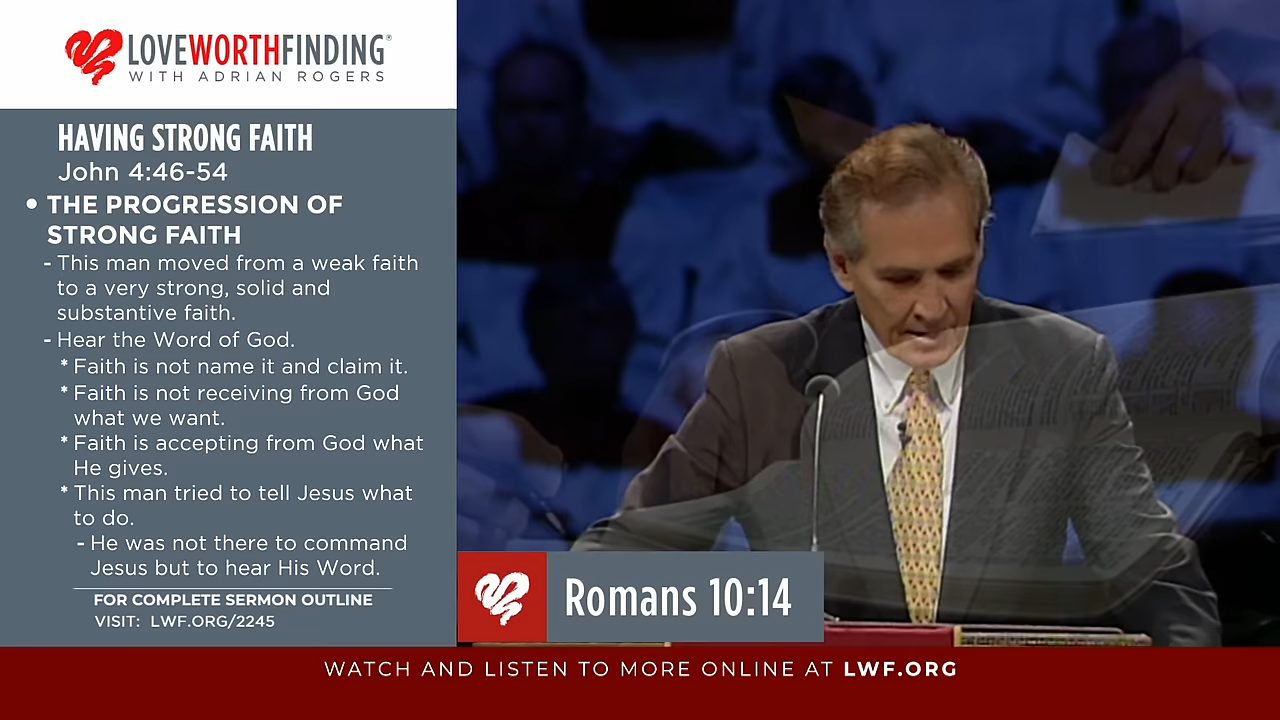 LOVEWORTHFINDING®
WITH ADRIAN ROGERS
HAVING STRONG FAITH
John 4:46-54
• THE PROGRESSION OF
STRONG FAITH
- This man moved from a weak faith
to a very strong, solid and
substantive faith.
- Hear the Word of God.
* Faith is not name it and claim it.
* Faith is not receiving from God
what we want.
* Faith is accepting from God what
He gives.
* This man tried to tell Jesus what
to do.
- He was not there to command
Jesus but to hear His Word.
FOR COMPLETE SERMON OUTLINE
VISIT: LWF.ORG/2245
Romans 10:14
WATCH AND LISTEN TO MORE ONLINE AT LWF.ORG